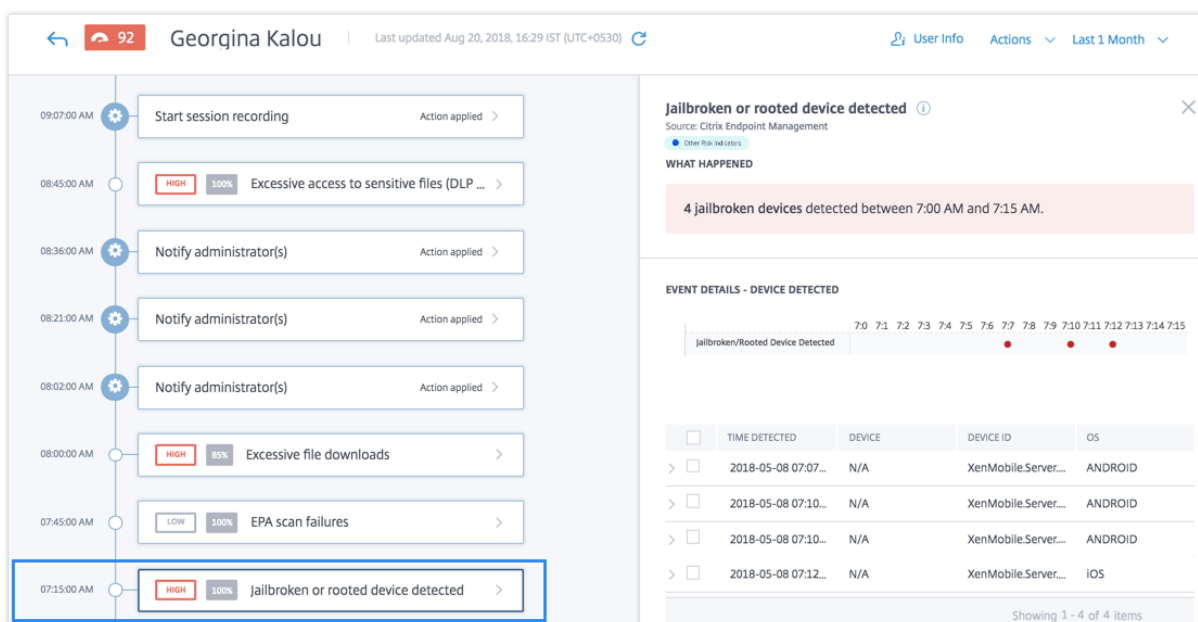 92 Georgina Kalou Last updated Aug 20, 2018, 16:29 IST (UTC+0530) User Info Actions Last 1 Month
09:07:00 AM Start session recording Action applied
08:45:00 AM HIGH 100% Excessive access to sensitive files (DLP ...
08:36:00 AM Notify administrator(s) Action applied
08:21:00 AM Notify administrator(s) Action applied
08:02:00 AM Notify administrator(s) Action applied
08:00:00 AM HIGH 85% Excessive file downloads
07:45:00 AM LOW 100% EPA scan failures
07:15:00 AM HIGH 100% Jailbroken or rooted device detected
Jailbroken or rooted device detected
Source: Citrix Endpoint Management
Other Risk Indicators
WHAT HAPPENED
4 jailbroken devices detected between 7:00 AM and 7:15 AM.
EVENT DETAILS - DEVICE DETECTED
7:0 7:1 7:2 7:3 7:4 7:5 7:6 7:7 7:8 7:9 7:10 7:11 7:12 7:13 7:14 7:15
Jailbroken/Rooted Device Detected
TIME DETECTED DEVICE DEVICE ID OS
2018-05-08 07:07... N/A XenMobile.Server.... ANDROID
2018-05-08 07:10... N/A XenMobile.Server.... ANDROID
2018-05-08 07:10... N/A XenMobile.Server.... ANDROID
2018-05-08 07:12... N/A XenMobile.Server.... iOS
Showing 1 - 4 of 4 items